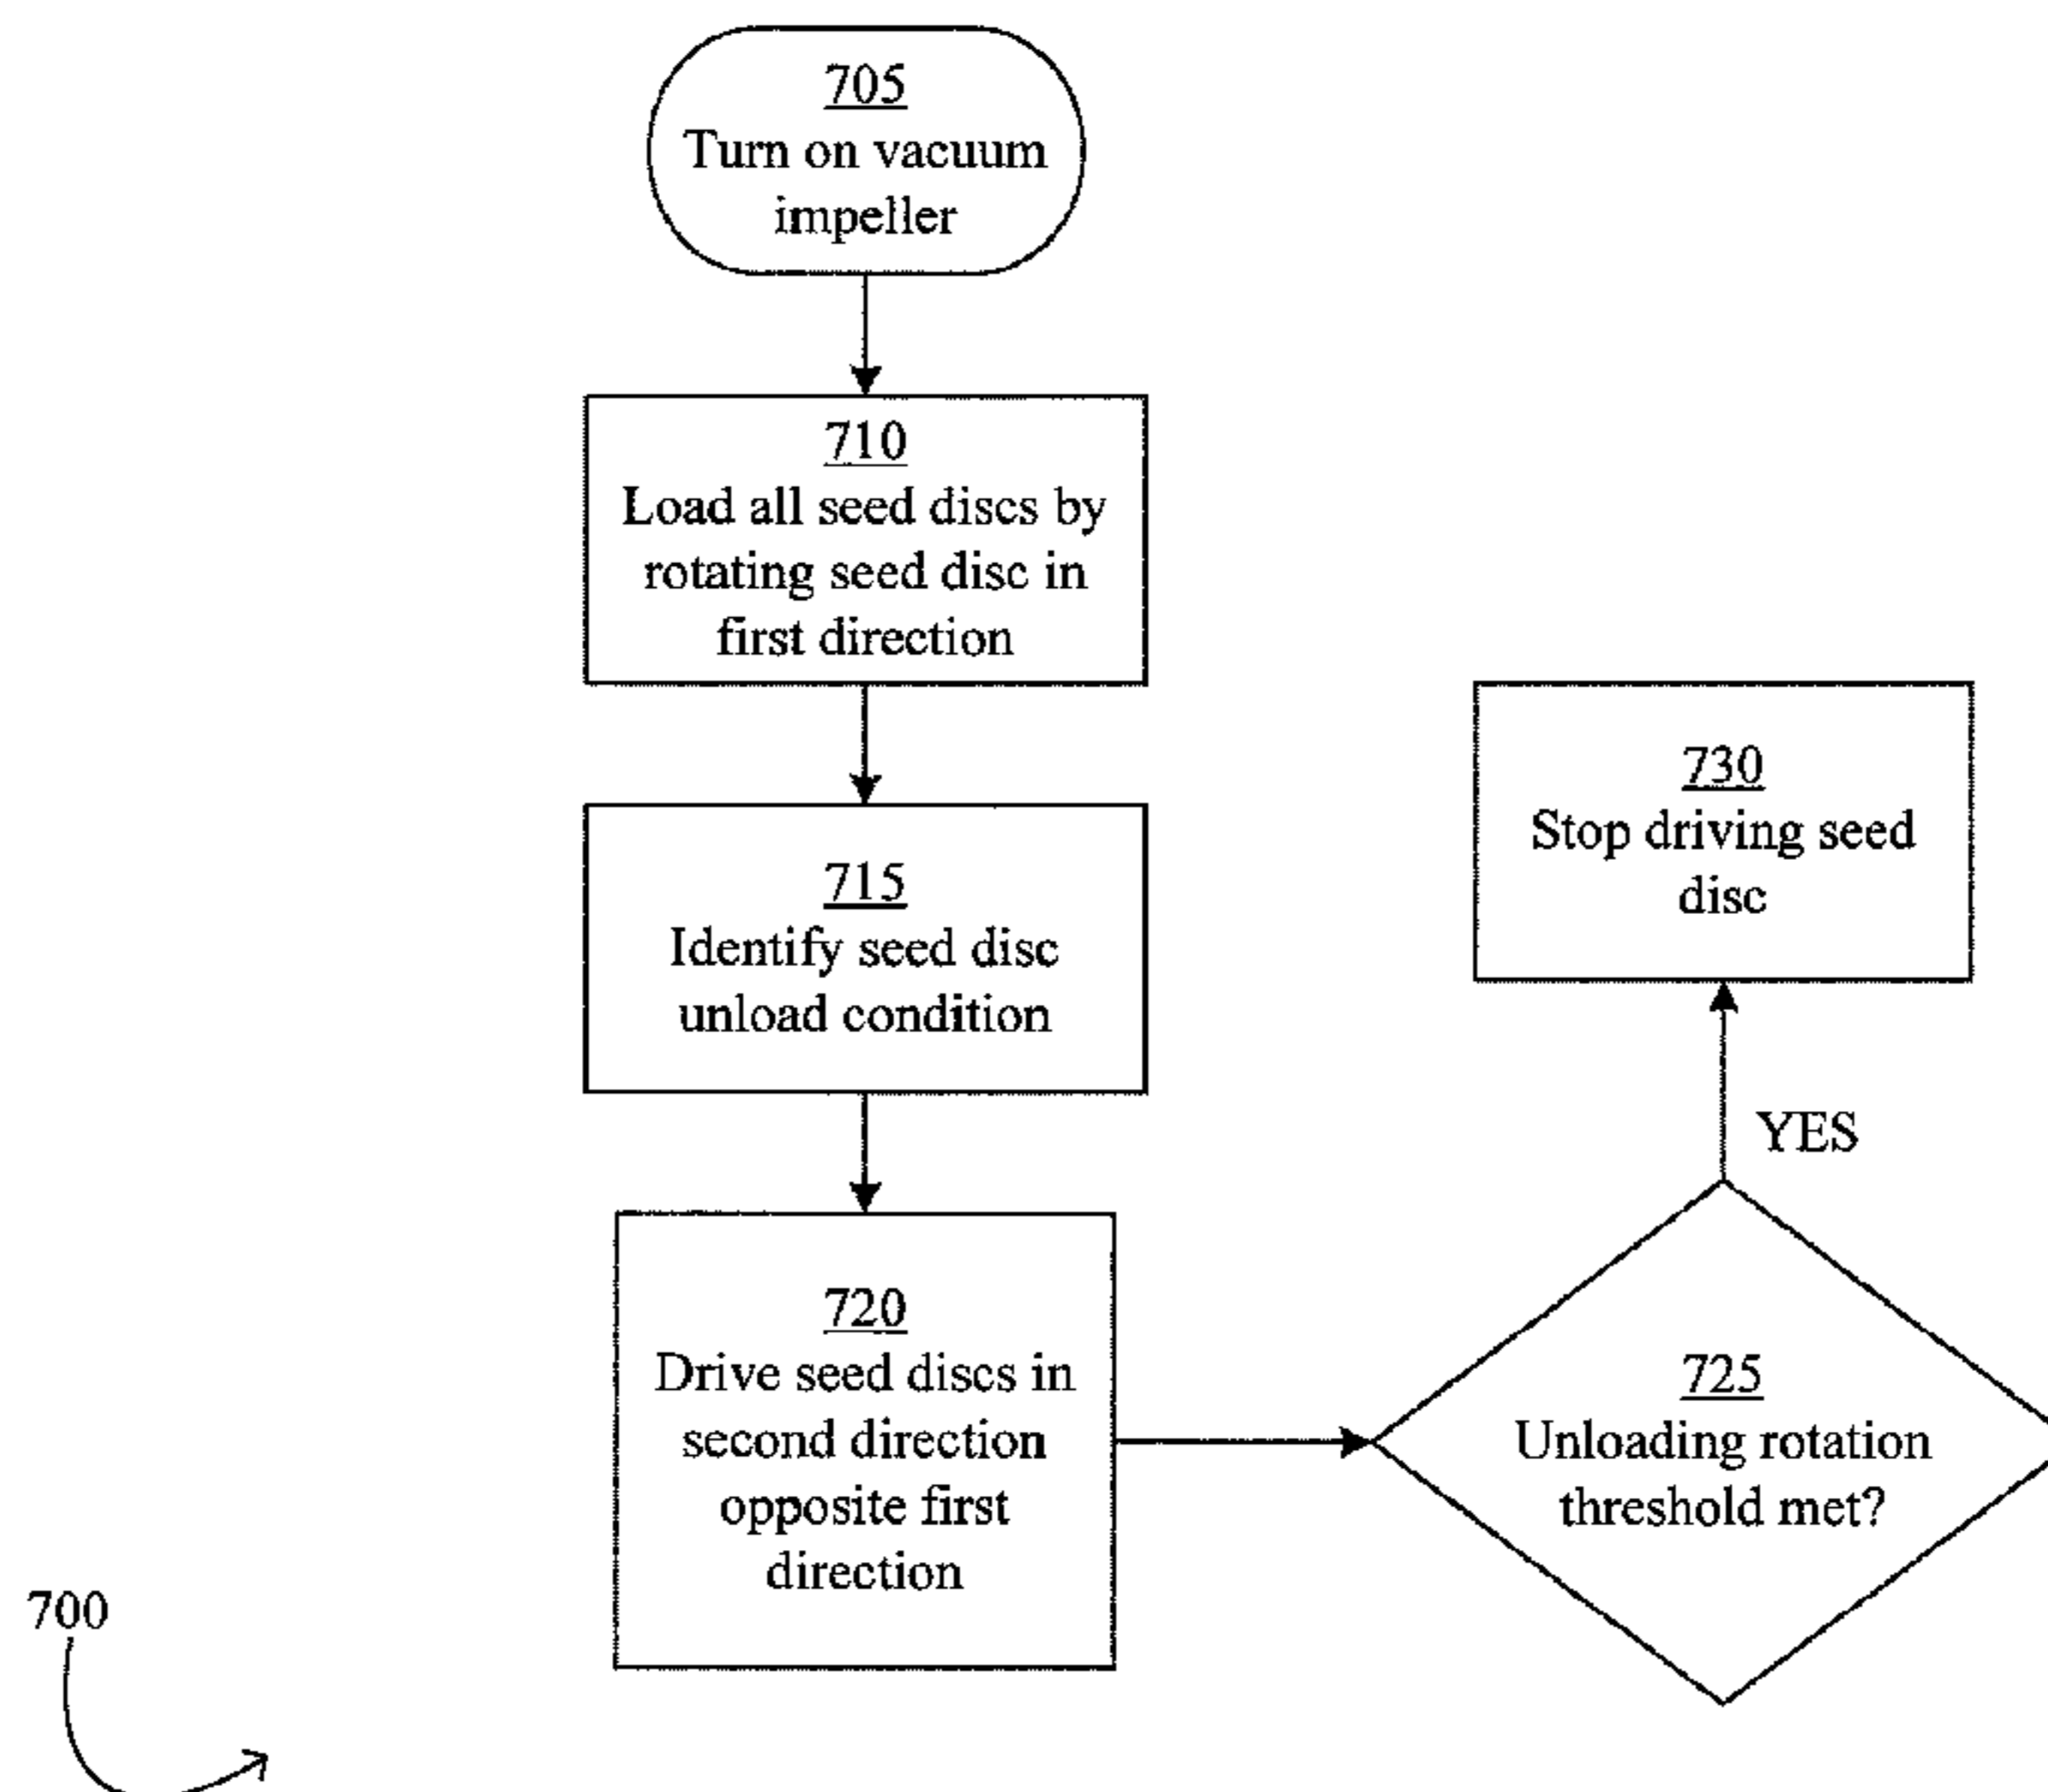 705
Turn on vacuum
impeller
710
Load all seed discs by
rotating seed disc in
first direction
715
Identify seed disc
unload condition
720
Drive seed discs in
second direction
opposite first
direction
725
Unloading rotation
threshold met?
YES
730
Stop driving seed
disc
700